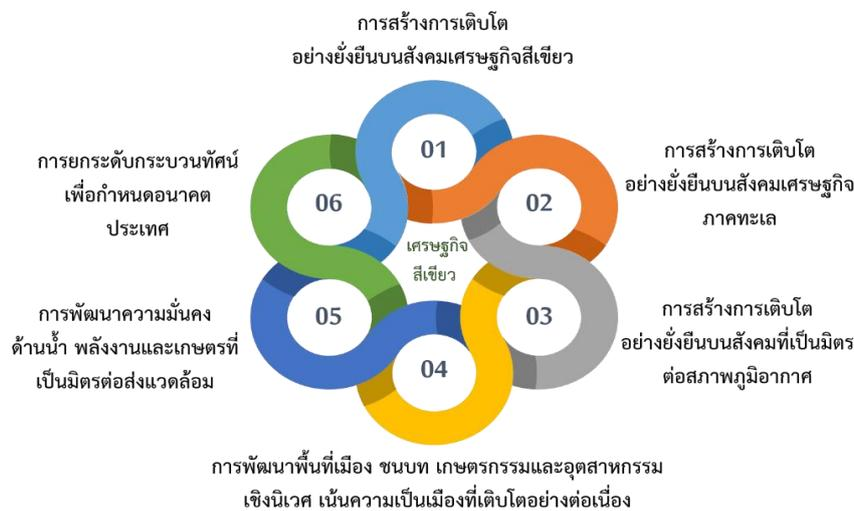 การสร้างการเติบโต
อย่างยั่งยืนบนสังคมเศรษฐกิจสีเขียว
01
การสร้างการเติบโต
อย่างยั่งยืนบนสังคมเศรษฐกิจ
ภาคทะเล
02
การสร้างการเติบโต
อย่างยั่งยืนบนสังคมที่เป็นมิตร
ต่อสภาพภูมิอากาศ
03
04
การพัฒนาพื้นที่เมือง ชนบท เกษตรกรรมและอุตสาหกรรม
เชิงนิเวศ เน้นความเป็นเมืองที่เติบโตอย่างต่อเนื่อง
การพัฒนาความมั่นคง
ด้านน้ำ พลังงานและเกษตรที่
เป็นมิตรต่อส่งแวดล้อม
05
การยกระดับกระบวนทัศน์
เพื่อกำหนดอนาคต
ประเทศ
06
เศรษฐกิจ
สีเขียว